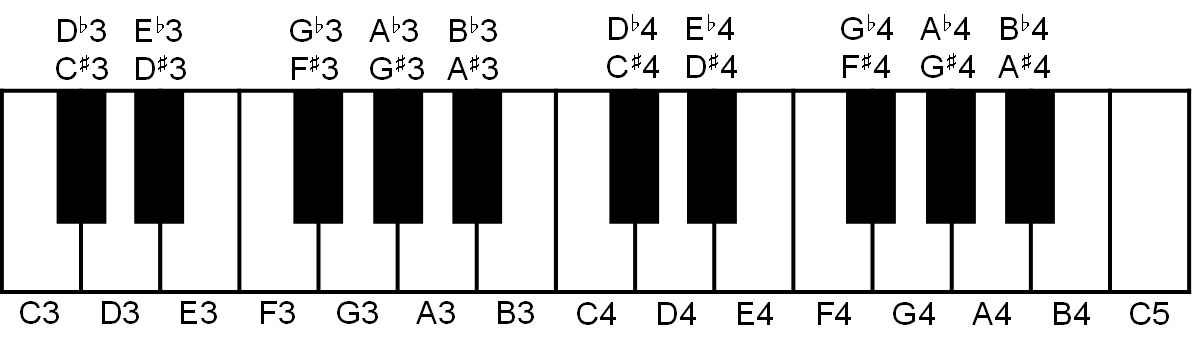 D♭3 E♭3 G♭3 A♭3 B♭3 D♭4 E♭4 G♭4 A♭4 B♭4
C♯3 D♯3 F♯3 G♯3 A♯3 C♯4 D♯4 F♯4 G♯4 A♯4
C3 D3 E3 F3 G3 A3 B3 C4 D4 E4 F4 G4 A4 B4 C5